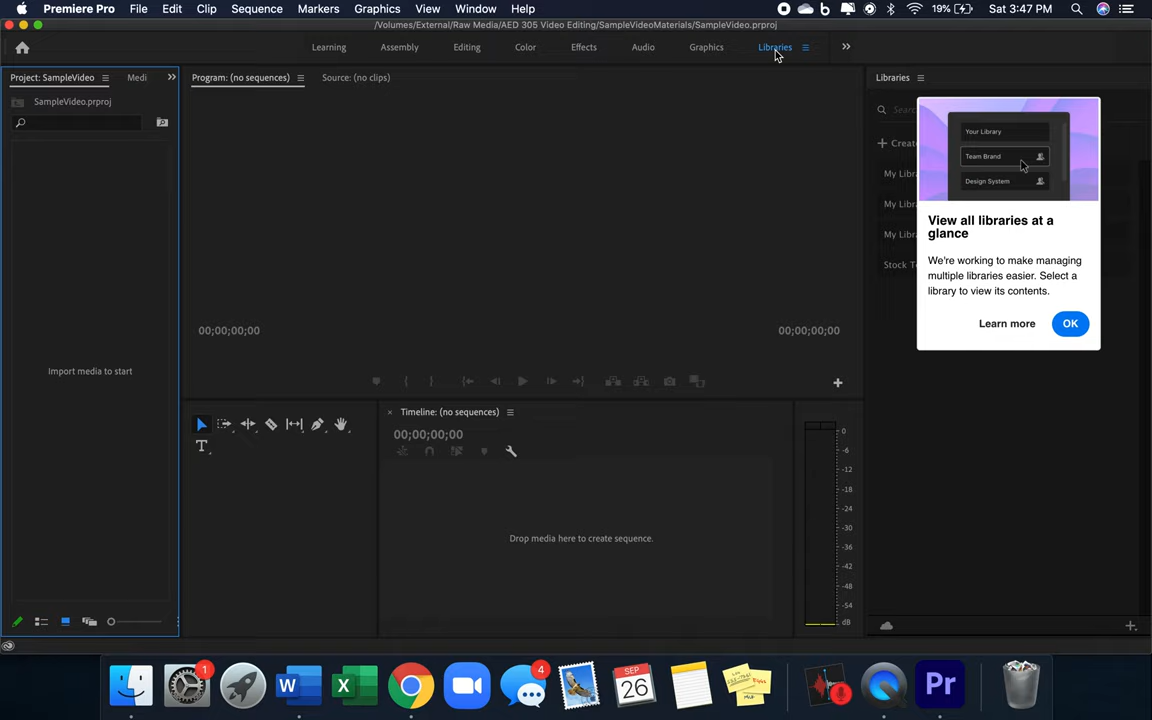 Premiere Pro File Edit Clip Sequence Markers Graphics View Window Help 19% Sat 3:47 PM
/Volumes/External/Raw Media/AED 305 Video Editing/SampleVideoMaterials/SampleVideo.prproj
Learning Assembly Editing Color Effects Audio Graphics Libraries
Project: SampleVideo Medi Program: (no sequences) Source: (no clips) Libraries
SampleVideo.prproj
Your Library
+ Creat
Team Brand
My Libr
Design System
My Libr
View all libraries at a
glance
My Libr
We're working to make managing
multiple libraries easier. Select a
library to view its contents.
Stock Te
Learn more OK
00;00;00;00 00;00;00;00
Import media to start
Timeline: (no sequences)
00;00;00;00
T
Drop media here to create sequence.
0
-6
-12
-18
-24
-30
-36
-42
-48
-54
dB
1
W
X
4
SEP
26
Pr